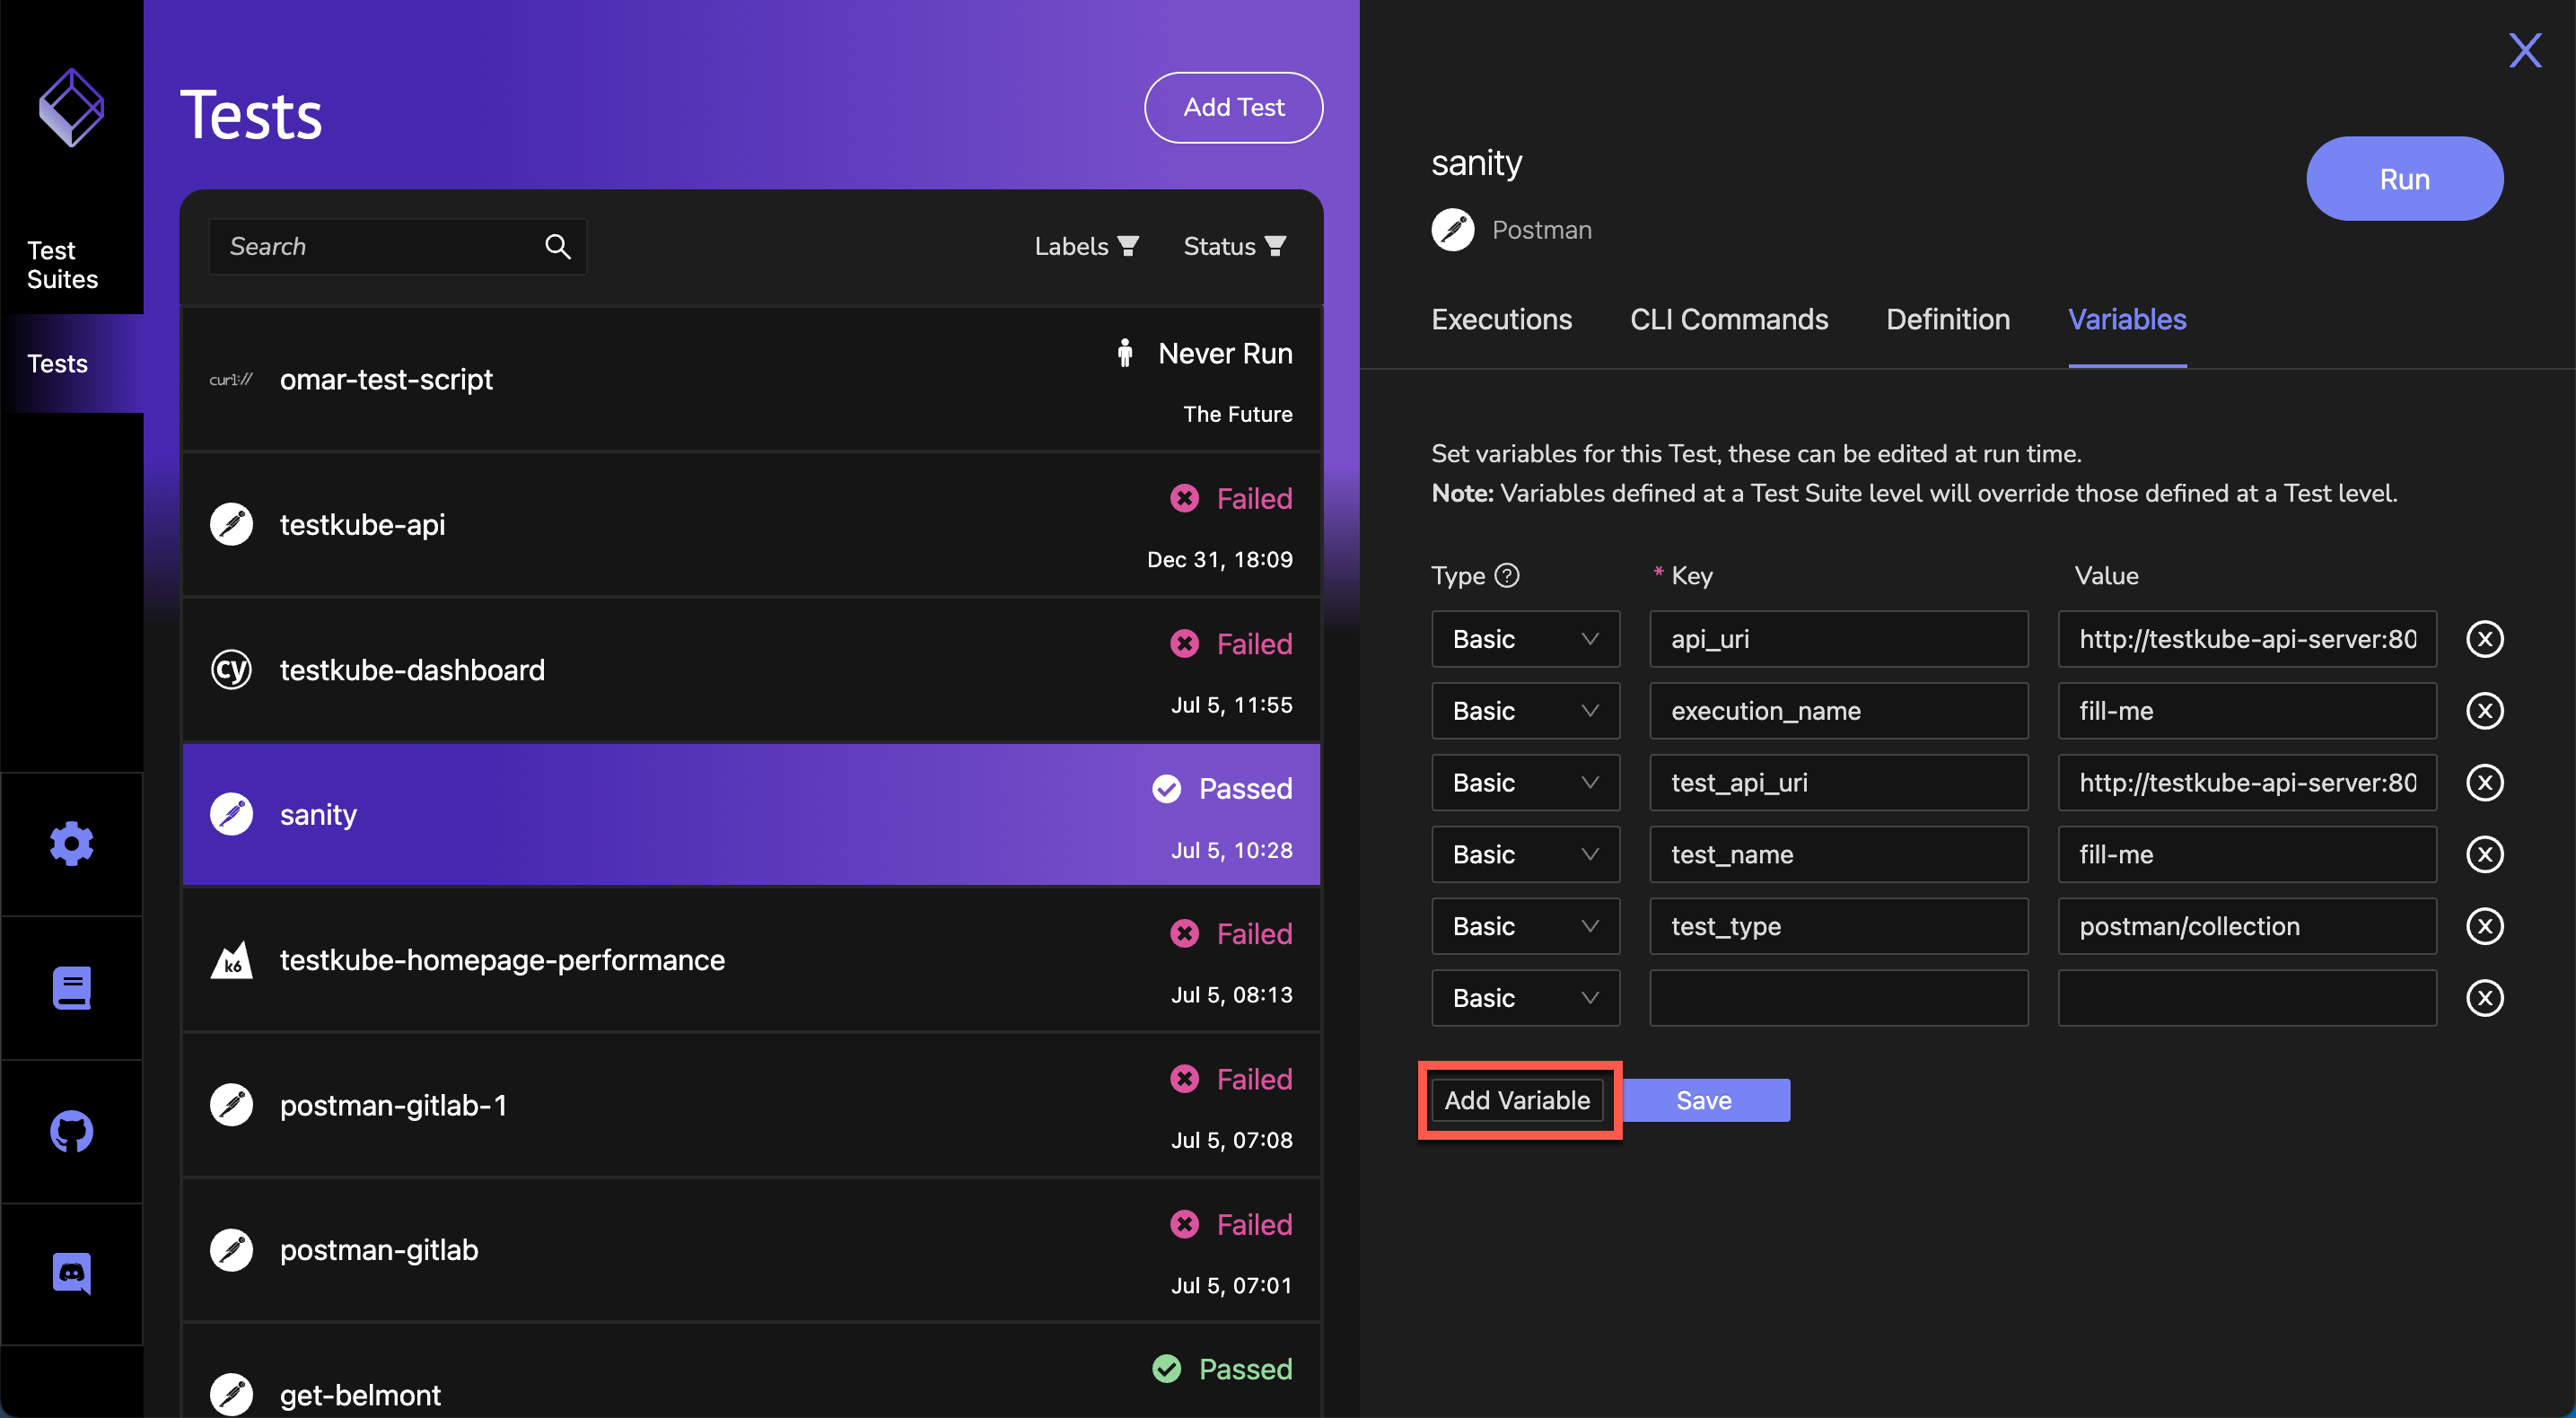 Test
Suites
Tests
Tests
Add Test
Search
Labels
Status
curl://
omar-test-script
Never Run
The Future
testkube-api
Failed
Dec 31, 18:09
cy
testkube-dashboard
Failed
Jul 5, 11:55
sanity
Passed
Jul 5, 10:28
k6
testkube-homepage-performance
Failed
Jul 5, 08:13
postman-gitlab-1
Failed
Jul 5, 07:08
postman-gitlab
Failed
Jul 5, 07:01
get-belmont
Passed
X
sanity
Run
Postman
Executions
CLI Commands
Definition
Variables
Set variables for this Test, these can be edited at run time.
Note: Variables defined at a Test Suite level will override those defined at a Test level.
Type ?
* Key
Value
Basic
api_uri
http://testkube-api-server:80
Basic
execution_name
fill-me
Basic
test_api_uri
http://testkube-api-server:80
Basic
test_name
fill-me
Basic
test_type
postman/collection
Basic
Add Variable
Save